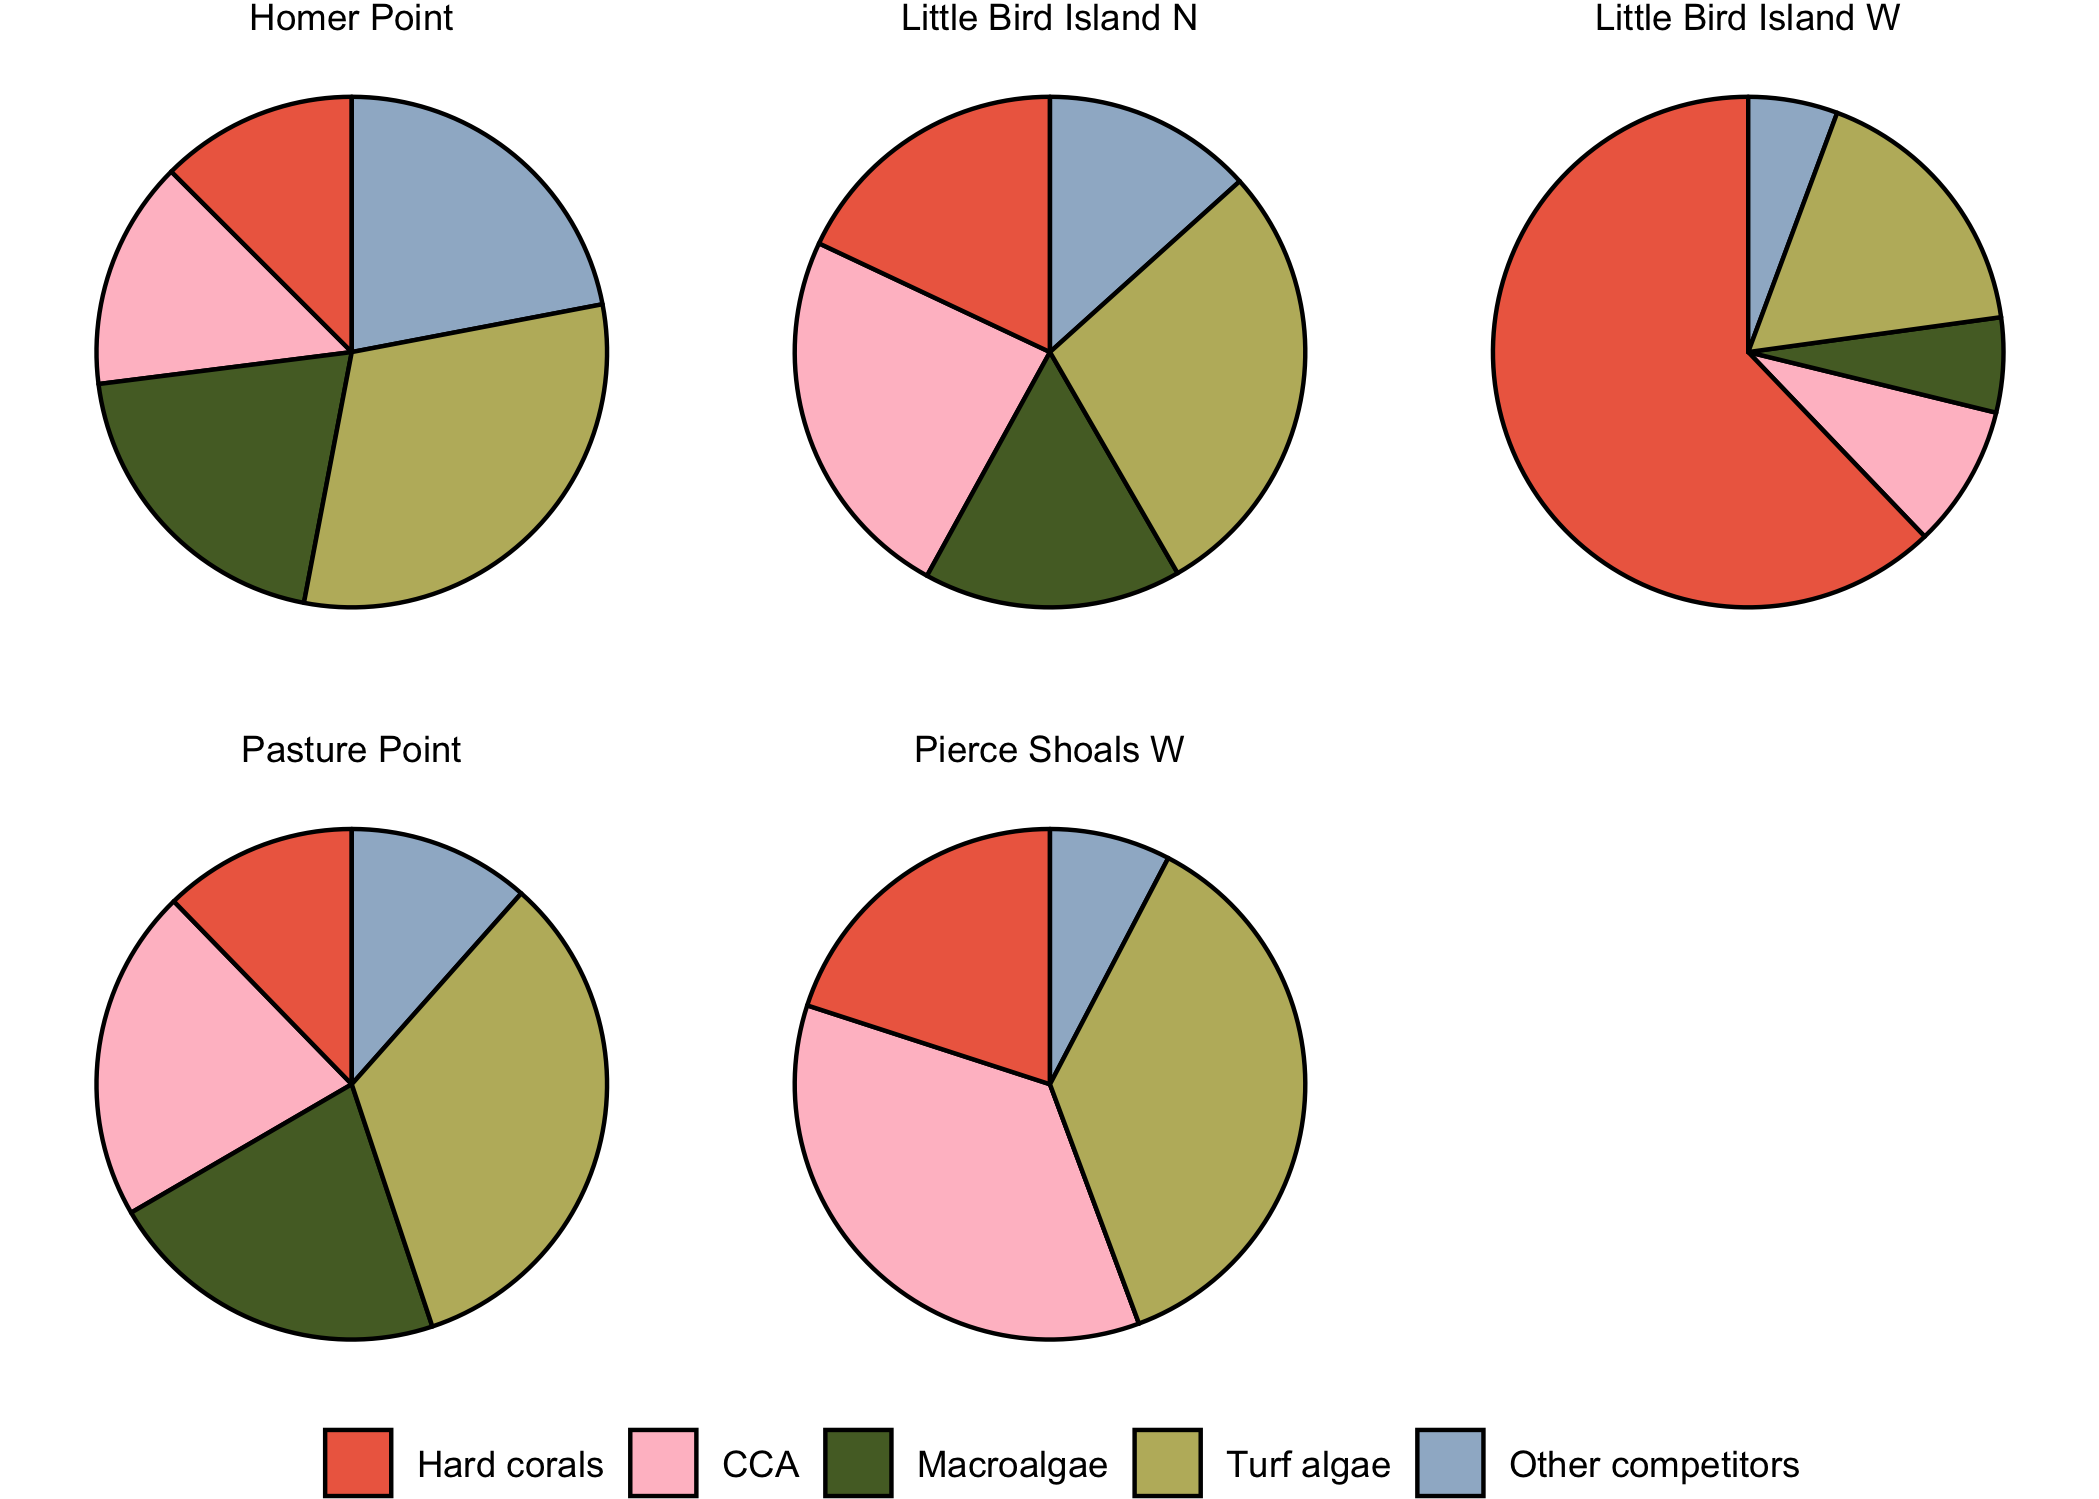 Homer Point
Little Bird Island N
Little Bird Island W
Pasture Point
Pierce Shoals W
Hard corals
CCA
Macroalgae
Turf algae
Other competitors